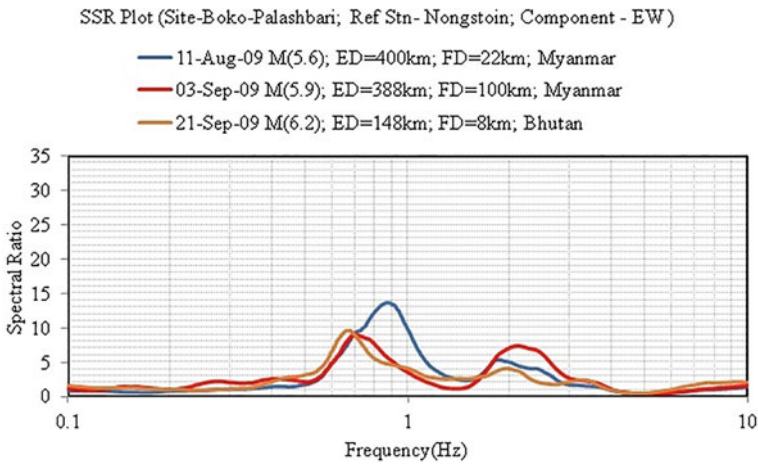 SSR Plot (Site-Boko-Palashbari; Ref Stn- Nongstoin; Component - EW)
11-Aug-09 M(5.6); ED=400km; FD=22km; Myanmar
03-Sep-09 M(5.9); ED=388km; FD=100km; Myanmar
21-Sep-09 M(6.2); ED=148km; FD=8km; Bhutan
35
30
25
20
15
10
5
0
Spectral Ratio
0.1
1
10
Frequency(Hz)